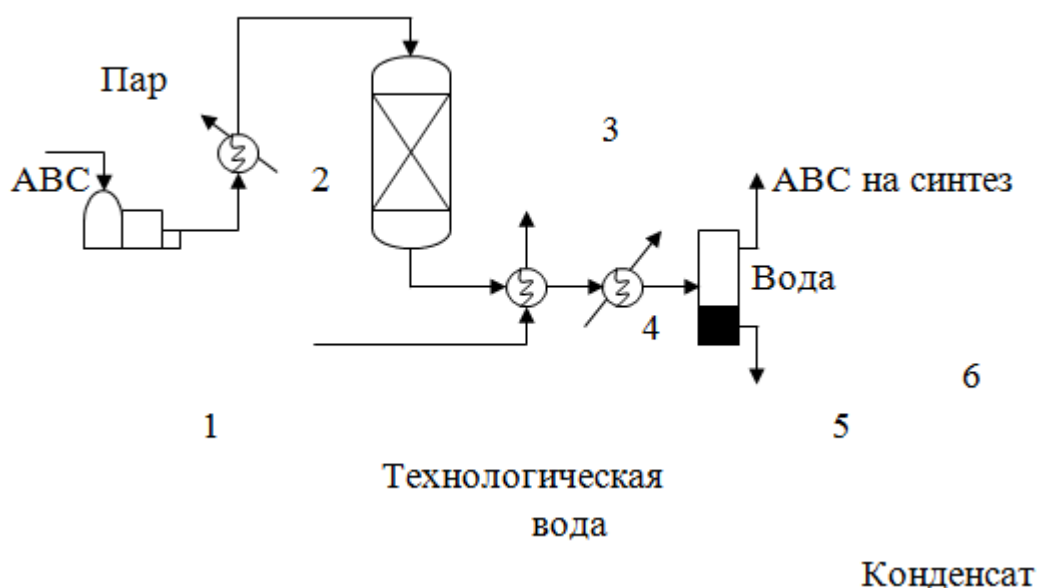 Пар
3
АВС
2
АВС на синтез
Вода
4
6
1
5
Технологическая
вода
Конденсат